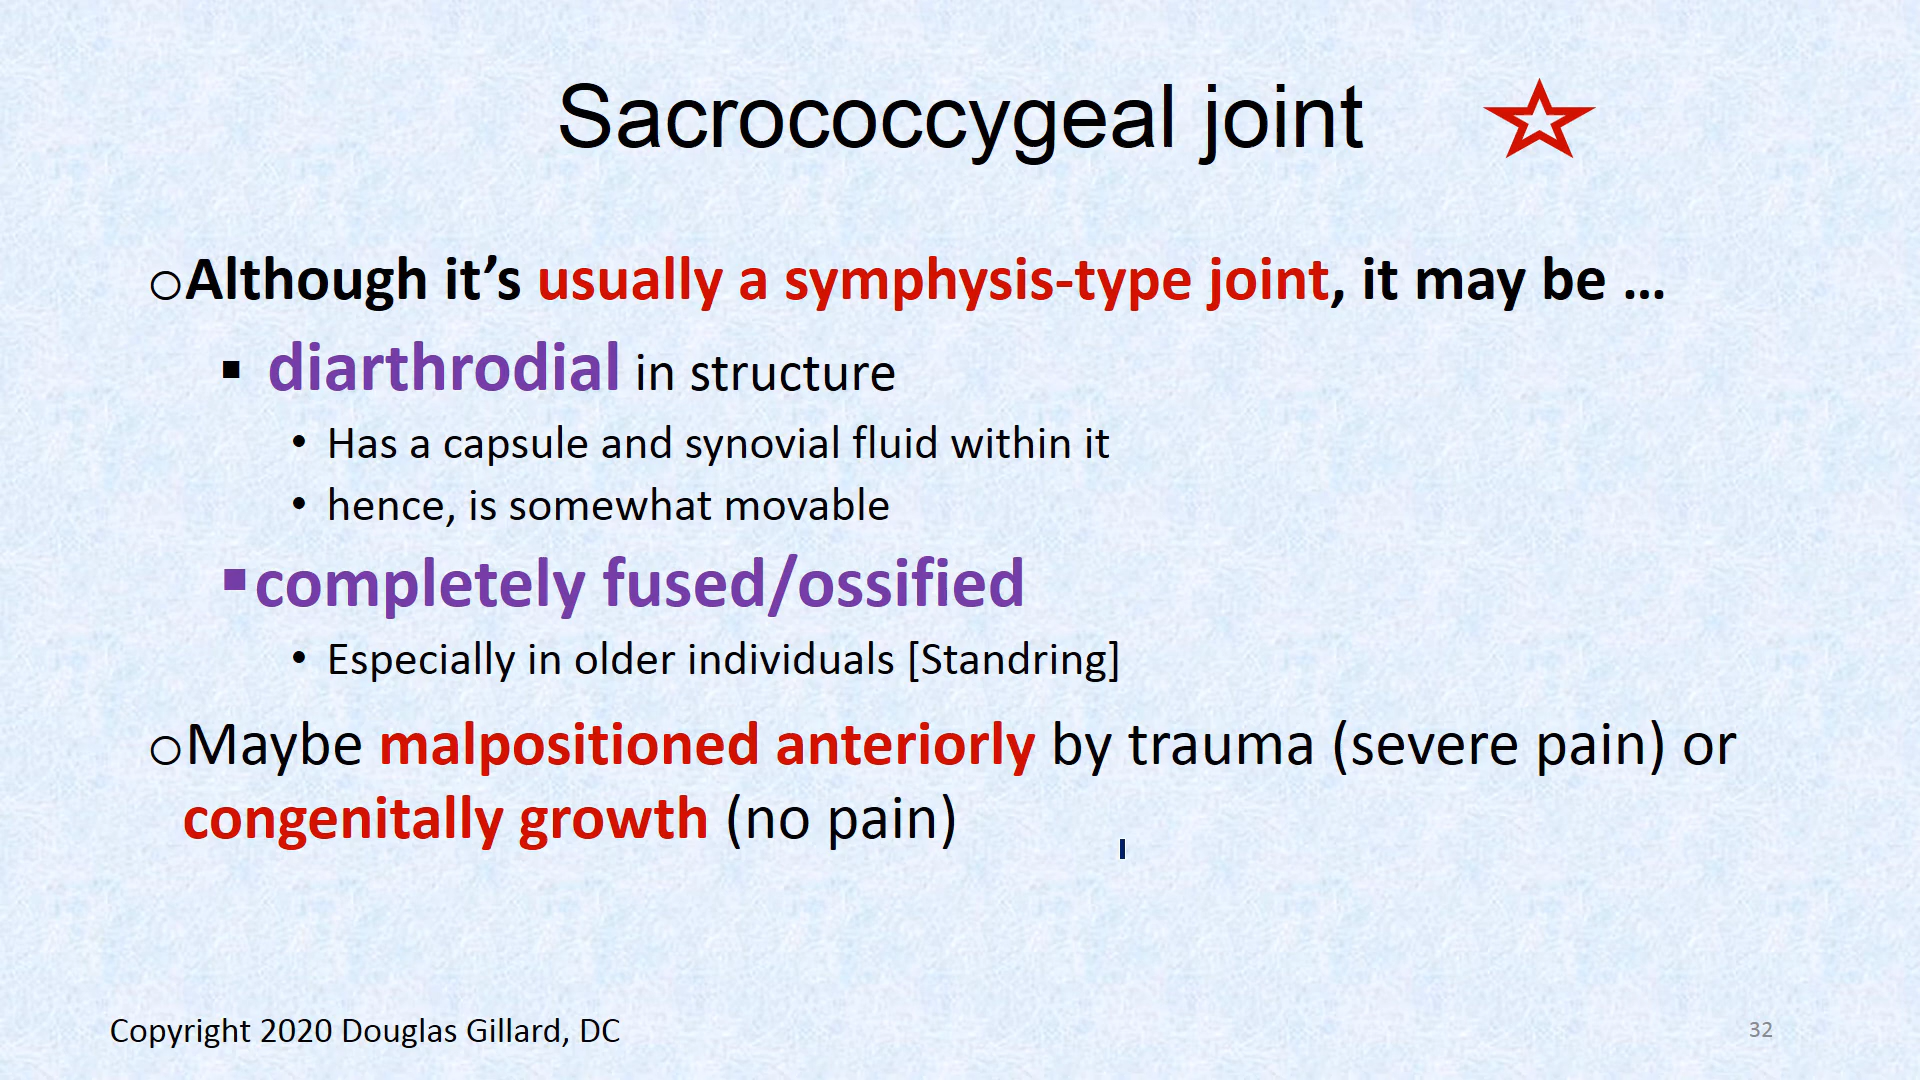 Sacrococcygeal joint
oAlthough it’s usually a symphysis-type joint, it may be …
▪ diarthrodial in structure
• Has a capsule and synovial fluid within it
• hence, is somewhat movable
▪completely fused/ossified
• Especially in older individuals [Standring]
oMaybe malpositioned anteriorly by trauma (severe pain) or
congenitally growth (no pain)
Copyright 2020 Douglas Gillard, DC
32